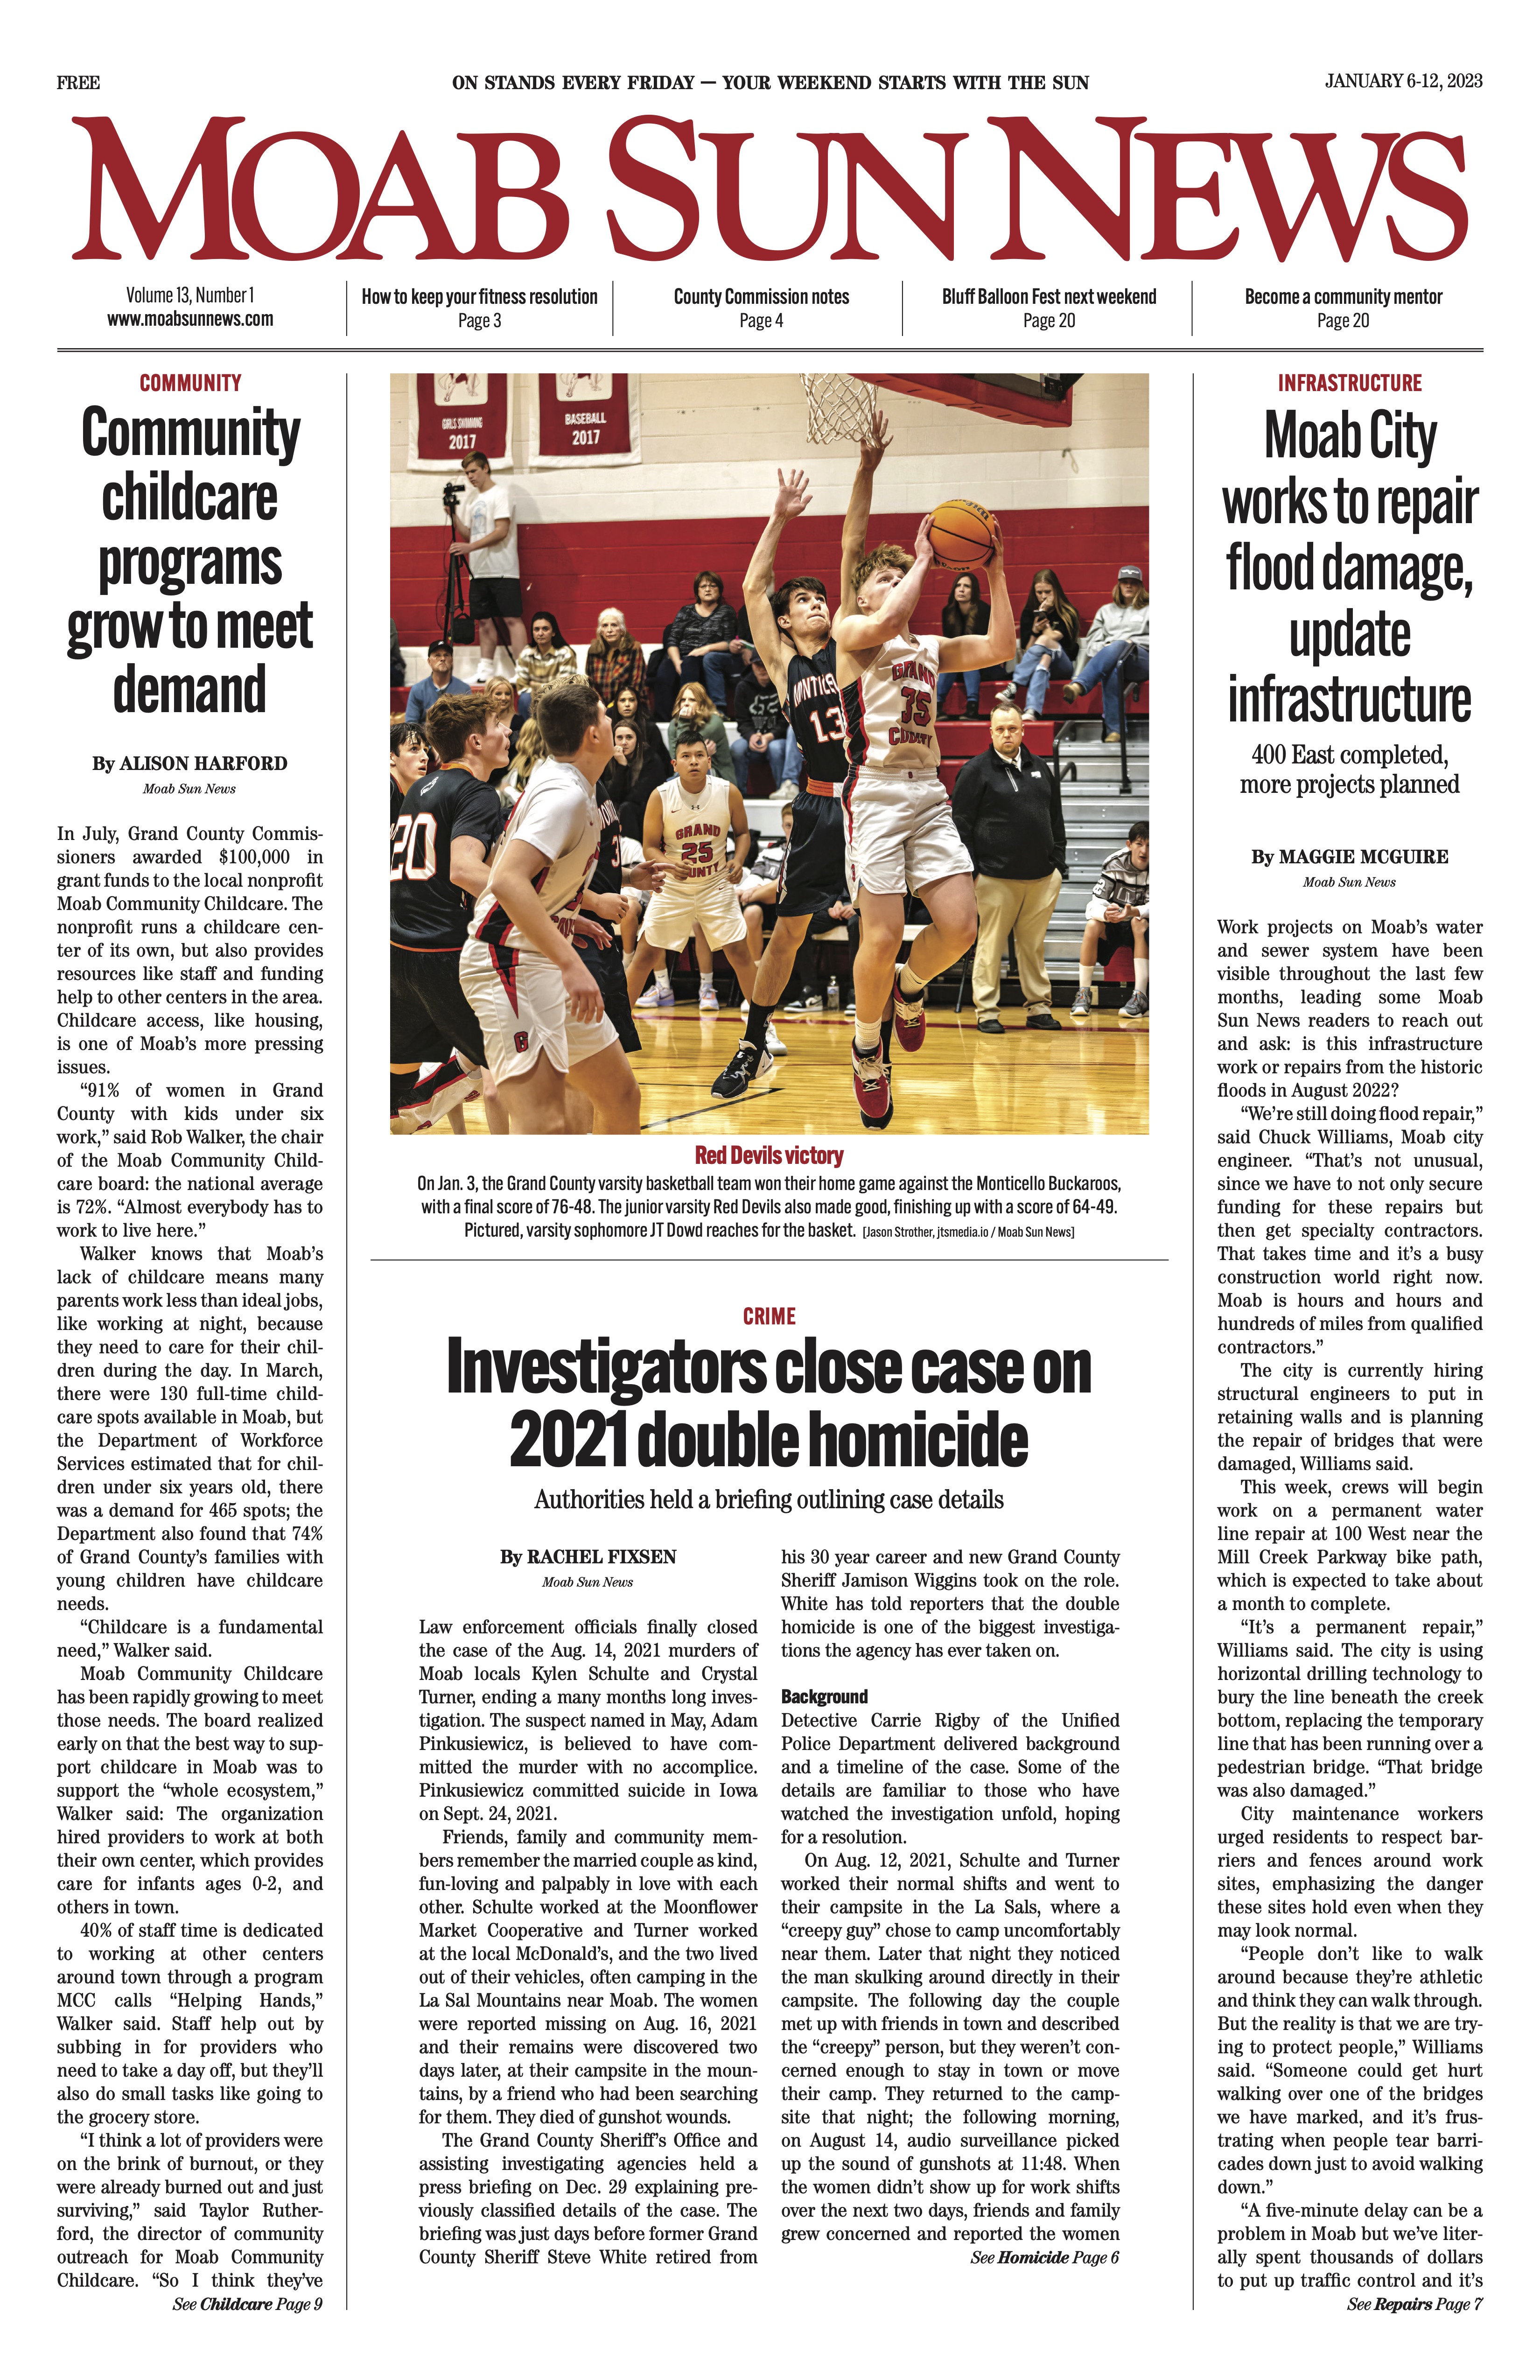 FREE
ON STANDS EVERY FRIDAY — YOUR WEEKEND STARTS WITH THE SUN
JANUARY 6-12, 2023
MOAB SUN NEWS
Volume 13, Number 1
www.moabsunnews.com
How to keep your fitness resolution
Page 3
County Commission notes
Page 4
Bluff Balloon Fest next weekend
Page 20
Become a community mentor
Page 20
COMMUNITY
Community
childcare
programs
grow to meet
demand
By ALISON HARFORD
Moab Sun News
In July, Grand County Commis-
sioners awarded $100,000 in
grant funds to the local nonprofit
Moab Community Childcare. The
nonprofit runs a childcare cen-
ter of its own, but also provides
resources like staff and funding
help to other centers in the area.
Childcare access, like housing,
is one of Moab's more pressing
issues.
“91% of women in Grand
County with kids under six
work,” said Rob Walker, the chair
of the Moab Community Child-
care board: the national average
is 72%. “Almost everybody has to
work to live here.”
Walker knows that Moab’s
lack of childcare means many
parents work less than ideal jobs,
like working at night, because
they need to care for their chil-
dren during the day. In March,
there were 130 full-time child-
care spots available in Moab, but
the Department of Workforce
Services estimated that for chil-
dren under six years old, there
was a demand for 465 spots; the
Department also found that 74%
of Grand County’s families with
young children have childcare
needs.
“Childcare is a fundamental
need,” Walker said.
Moab Community Childcare
has been rapidly growing to meet
those needs. The board realized
early on that the best way to sup-
port childcare in Moab was to
support the “whole ecosystem,”
Walker said: The organization
hired providers to work at both
their own center, which provides
care for infants ages 0-2, and
others in town.
40% of staff time is dedicated
to working at other centers
around town through a program
MCC calls “Helping Hands,”
Walker said. Staff help out by
subbing in for providers who
need to take a day off, but they’ll
also do small tasks like going to
the grocery store.
“I think a lot of providers were
on the brink of burnout, or they
were already burned out and just
surviving,” said Taylor Ruther-
ford, the director of community
outreach for Moab Community
Childcare. “So I think they’ve
See Childcare Page 9
GIRLS SWIMMING
2017
BASEBALL
2017
MONTICE
13
GRAND
35
COUNTY
20
GRAND
25
UNTY
3
Red Devils victory
On Jan. 3, the Grand County varsity basketball team won their home game against the Monticello Buckaroos,
with a final score of 76-48. The junior varsity Red Devils also made good, finishing up with a score of 64-49.
Pictured, varsity sophomore JT Dowd reaches for the basket. [Jason Strother, jtsmedia.io / Moab Sun News]
CRIME
Investigators close case on
2021 double homicide
Authorities held a briefing outlining case details
By RACHEL FIXSEN
Moab Sun News
Law enforcement officials finally closed
the case of the Aug. 14, 2021 murders of
Moab locals Kylen Schulte and Crystal
Turner, ending a many months long inves-
tigation. The suspect named in May, Adam
Pinkusiewicz, is believed to have com-
mitted the murder with no accomplice.
Pinkusiewicz committed suicide in Iowa
on Sept. 24, 2021.
Friends, family and community mem-
bers remember the married couple as kind,
fun-loving and palpably in love with each
other. Schulte worked at the Moonflower
Market Cooperative and Turner worked
at the local McDonald’s, and the two lived
out of their vehicles, often camping in the
La Sal Mountains near Moab. The women
were reported missing on Aug. 16, 2021
and their remains were discovered two
days later, at their campsite in the moun-
tains, by a friend who had been searching
for them. They died of gunshot wounds.
The Grand County Sheriff’s Office and
assisting investigating agencies held a
press briefing on Dec. 29 explaining pre-
viously classified details of the case. The
briefing was just days before former Grand
County Sheriff Steve White retired from
his 30 year career and new Grand County
Sheriff Jamison Wiggins took on the role.
White has told reporters that the double
homicide is one of the biggest investiga-
tions the agency has ever taken on.
Background
Detective Carrie Rigby of the Unified
Police Department delivered background
and a timeline of the case. Some of the
details are familiar to those who have
watched the investigation unfold, hoping
for a resolution.
On Aug. 12, 2021, Schulte and Turner
worked their normal shifts and went to
their campsite in the La Sals, where a
“creepy guy” chose to camp uncomfortably
near them. Later that night they noticed
the man skulking around directly in their
campsite. The following day the couple
met up with friends in town and described
the “creepy” person, but they weren’t con-
cerned enough to stay in town or move
their camp. They returned to the camp-
site that night; the following morning,
on August 14, audio surveillance picked
up the sound of gunshots at 11:48. When
the women didn’t show up for work shifts
over the next two days, friends and family
grew concerned and reported the women
See Homicide Page 6
INFRASTRUCTURE
Moab City
works to repair
flood damage,
update
infrastructure
400 East completed,
more projects planned
By MAGGIE MCGUIRE
Moab Sun News
Work projects on Moab’s water
and sewer system have been
visible throughout the last few
months, leading some Moab
Sun News readers to reach out
and ask: is this infrastructure
work or repairs from the historic
floods in August 2022?
“We’re still doing flood repair,”
said Chuck Williams, Moab city
engineer. “That’s not unusual,
since we have to not only secure
funding for these repairs but
then get specialty contractors.
That takes time and it’s a busy
construction world right now.
Moab is hours and hours and
hundreds of miles from qualified
contractors.”
The city is currently hiring
structural engineers to put in
retaining walls and is planning
the repair of bridges that were
damaged, Williams said.
This week, crews will begin
work on a permanent water
line repair at 100 West near the
Mill Creek Parkway bike path,
which is expected to take about
a month to complete.
“It’s a permanent repair,”
Williams said. The city is using
horizontal drilling technology to
bury the line beneath the creek
bottom, replacing the temporary
line that has been running over a
pedestrian bridge. “That bridge
was also damaged.”
City maintenance workers
urged residents to respect bar-
riers and fences around work
sites, emphasizing the danger
these sites hold even when they
may look normal.
“People don’t like to walk
around because they’re athletic
and think they can walk through.
But the reality is that we are try-
ing to protect people,” Williams
said. “Someone could get hurt
walking over one of the bridges
we have marked, and it’s frus-
trating when people tear barri-
cades down just to avoid walking
down.”
“A five-minute delay can be a
problem in Moab but we’ve liter-
ally spent thousands of dollars
to put up traffic control and it’s
See Repairs Page 7